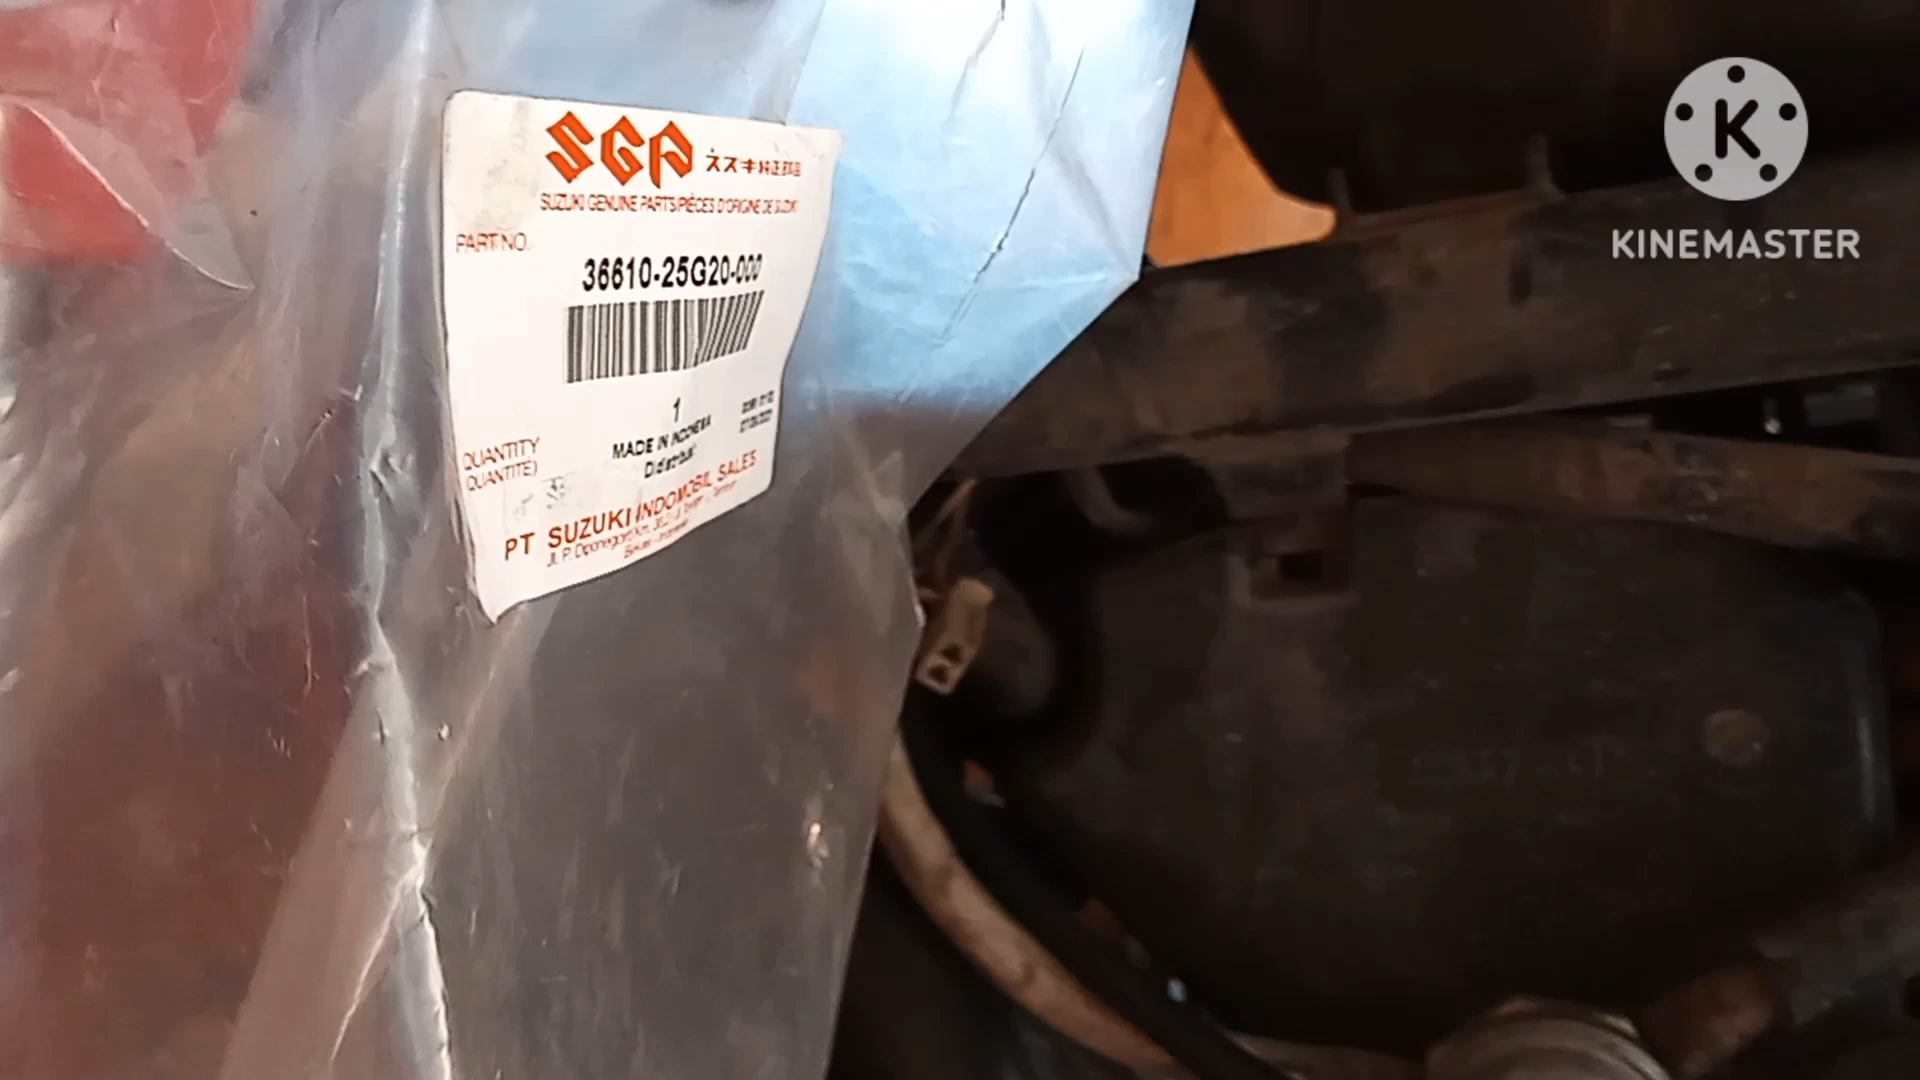 SGP スズキ純正部品
SUZUKI GENUINE PARTS/PIÈCES D'ORIGINE DE SUZUKI
PART NO.
36610-25G20-000
1
MADE IN INDONESIA
QUANTITY
(QUANTITÉ)
PT SUZUKI INDOMOBIL SALES
K
KINEMASTER